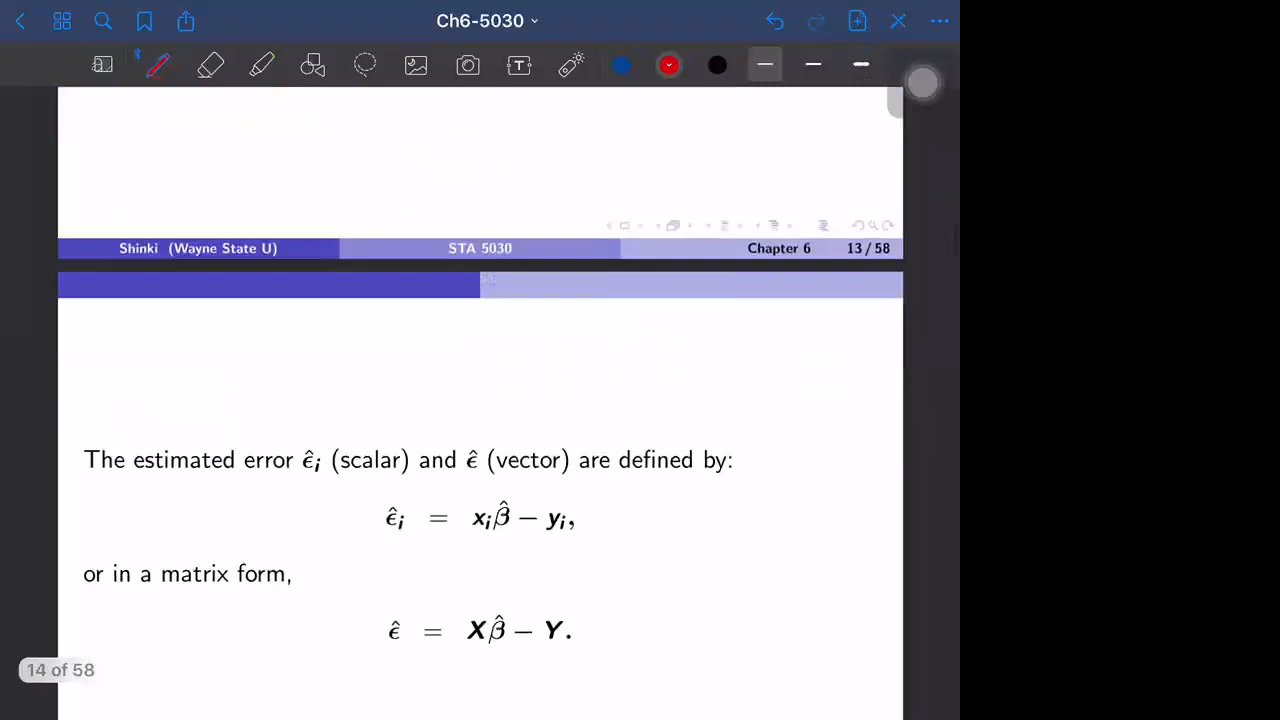 Ch6-5030
T
Shinki (Wayne State U) STA 5030 Chapter 6 13 / 58
The estimated error ϵ̂ᵢ (scalar) and ϵ̂ (vector) are defined by:
ϵ̂ᵢ = xᵢβ̂ − yᵢ,
or in a matrix form,
ϵ̂ = Xβ̂ − Y.
14 of 58